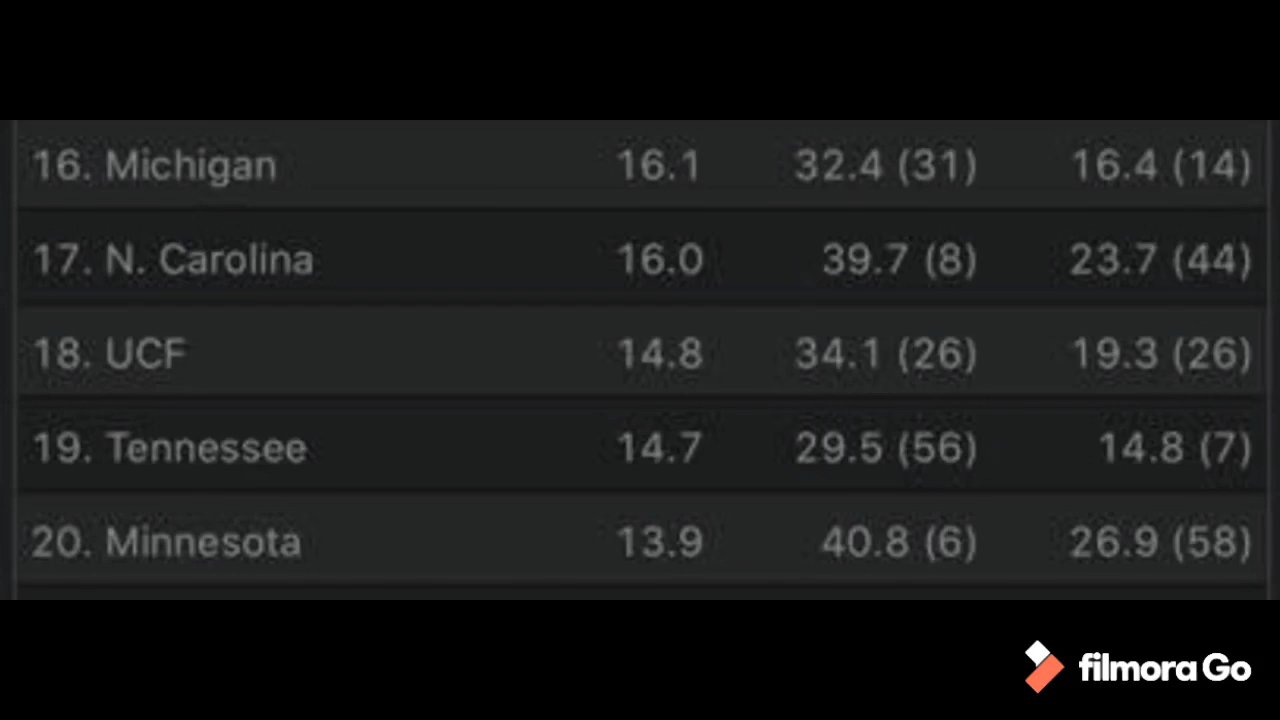 16. Michigan 16.1 32.4 (31) 16.4 (14)
17. N. Carolina 16.0 39.7 (8) 23.7 (44)
18. UCF 14.8 34.1 (26) 19.3 (26)
19. Tennessee 14.7 29.5 (56) 14.8 (7)
20. Minnesota 13.9 40.8 (6) 26.9 (58)
filmora Go